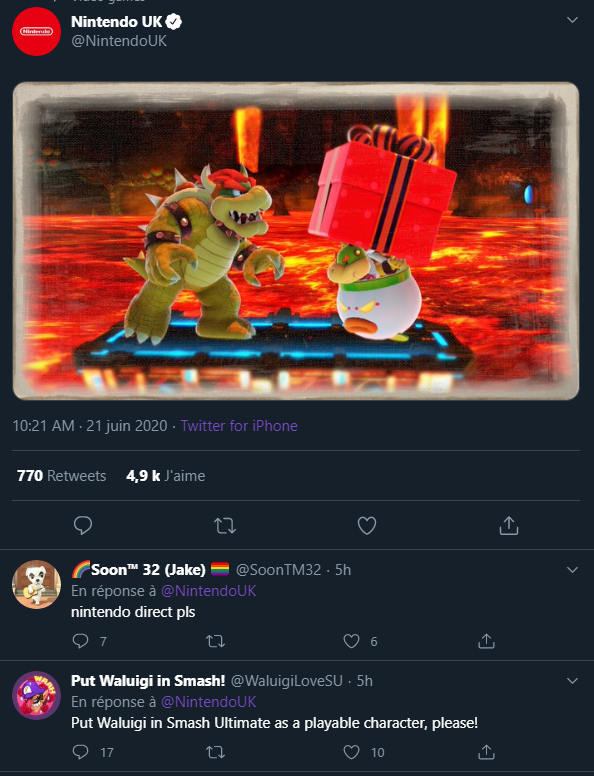 Nintendo UK
@NintendoUK
Nintendo
10:21 AM · 21 juin 2020 · Twitter for iPhone
770 Retweets 4,9 k J'aime
🌈Soon™ 32 (Jake) 🏳️‍🌈 @SoonTM32 · 5h
En réponse à @NintendoUK
nintendo direct pls
7 6
Put Waluigi in Smash! @WaluigiLoveSU · 5h
En réponse à @NintendoUK
Put Waluigi in Smash Ultimate as a playable character, please!
17 10